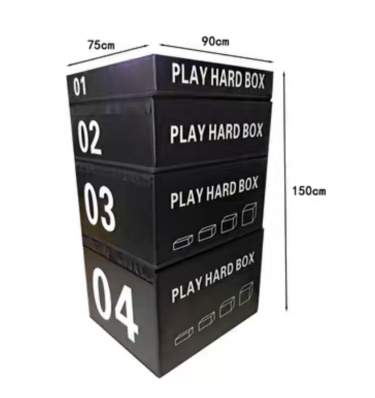 75cm
90cm
01
PLAY HARD BOX
02
PLAY HARD BOX
03
PLAY HARD BOX
150cm
04
PLAY HARD BOX